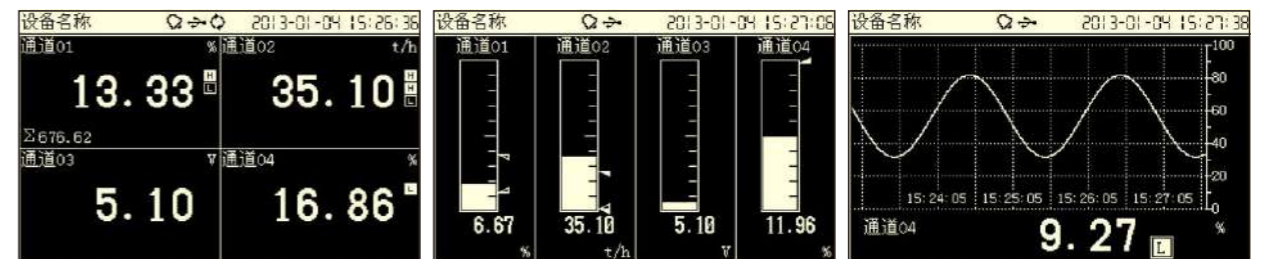 设备名称 2013-01-04 15:26:36
通道01 % 通道02 t/h
13.33 H L 35.10 H H L
Σ676.62
通道03 V 通道04 %
5.10 16.86 L
设备名称 2013-01-04 15:27:06
通道01 通道02 通道03 通道04
6.67 35.10 5.10 11.96
% t/h V %
设备名称 2013-01-04 15:27:38
100
80
60
40
20
15:24:05 15:25:05 15:26:05 15:27:05
0
通道04 9.27 L %